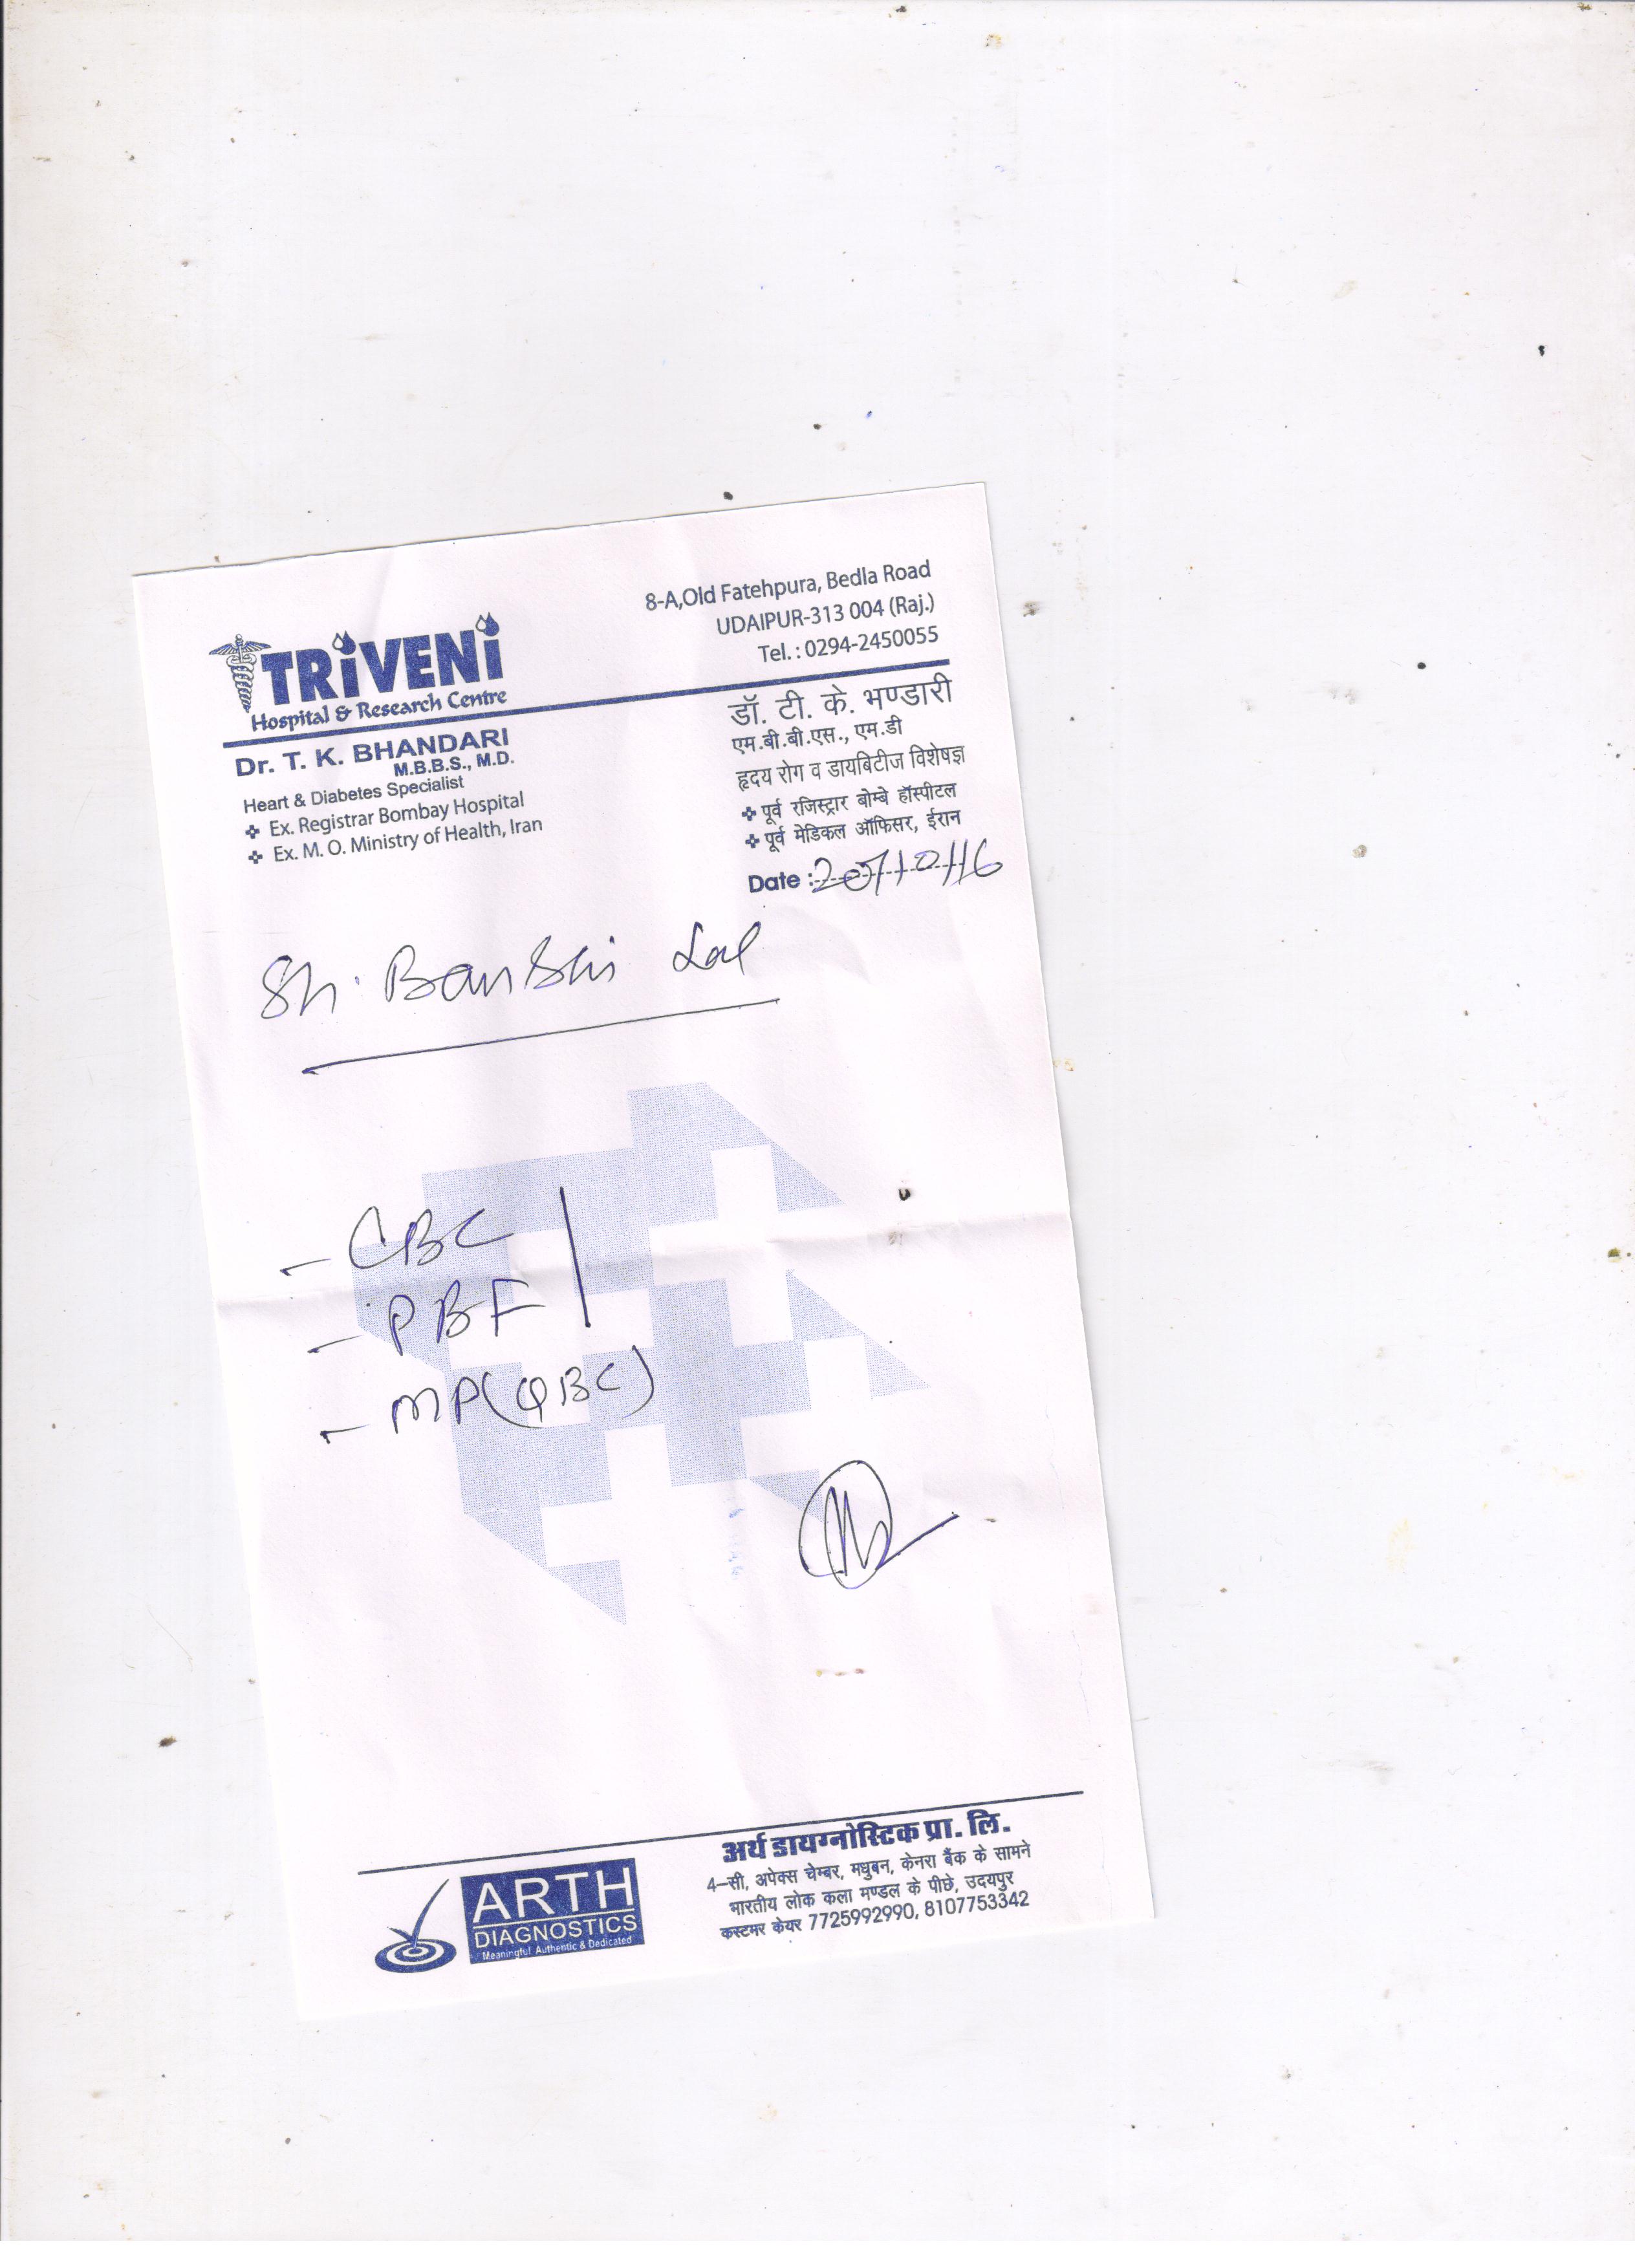 TRiVENi
Hospital & Research Centre
8-A,Old Fatehpura, Bedla Road
UDAIPUR-313 004 (Raj.)
Tel. : 0294-2450055
Dr. T. K. BHANDARI
M.B.B.S., M.D.
Heart & Diabetes Specialist
Ex. Registrar Bombay Hospital
Ex. M. O. Ministry of Health, Iran
डॉ. टी. के. भण्डारी
एम.बी.बी.एस., एम.डी
हृदय रोग व डायबिटीज विशेषज्ञ
पूर्व रजिस्ट्रार बोम्बे हॉस्पीटल
पूर्व मेडिकल ऑफिसर, ईरान
Date : 20/10/16
Sh. Banshi Lal
- CBC
- PBF
- MP(QBC)
ARTH
DIAGNOSTICS
Meaningful Authentic & Dedicated
अर्थ डायग्नोस्टिक प्रा. लि.
4-सी, अपेक्स चेम्बर, मधुबन, केनरा बैंक के सामने
भारतीय लोक कला मण्डल के पीछे, उदयपुर
कस्टमर केयर 7725992990, 8107753342